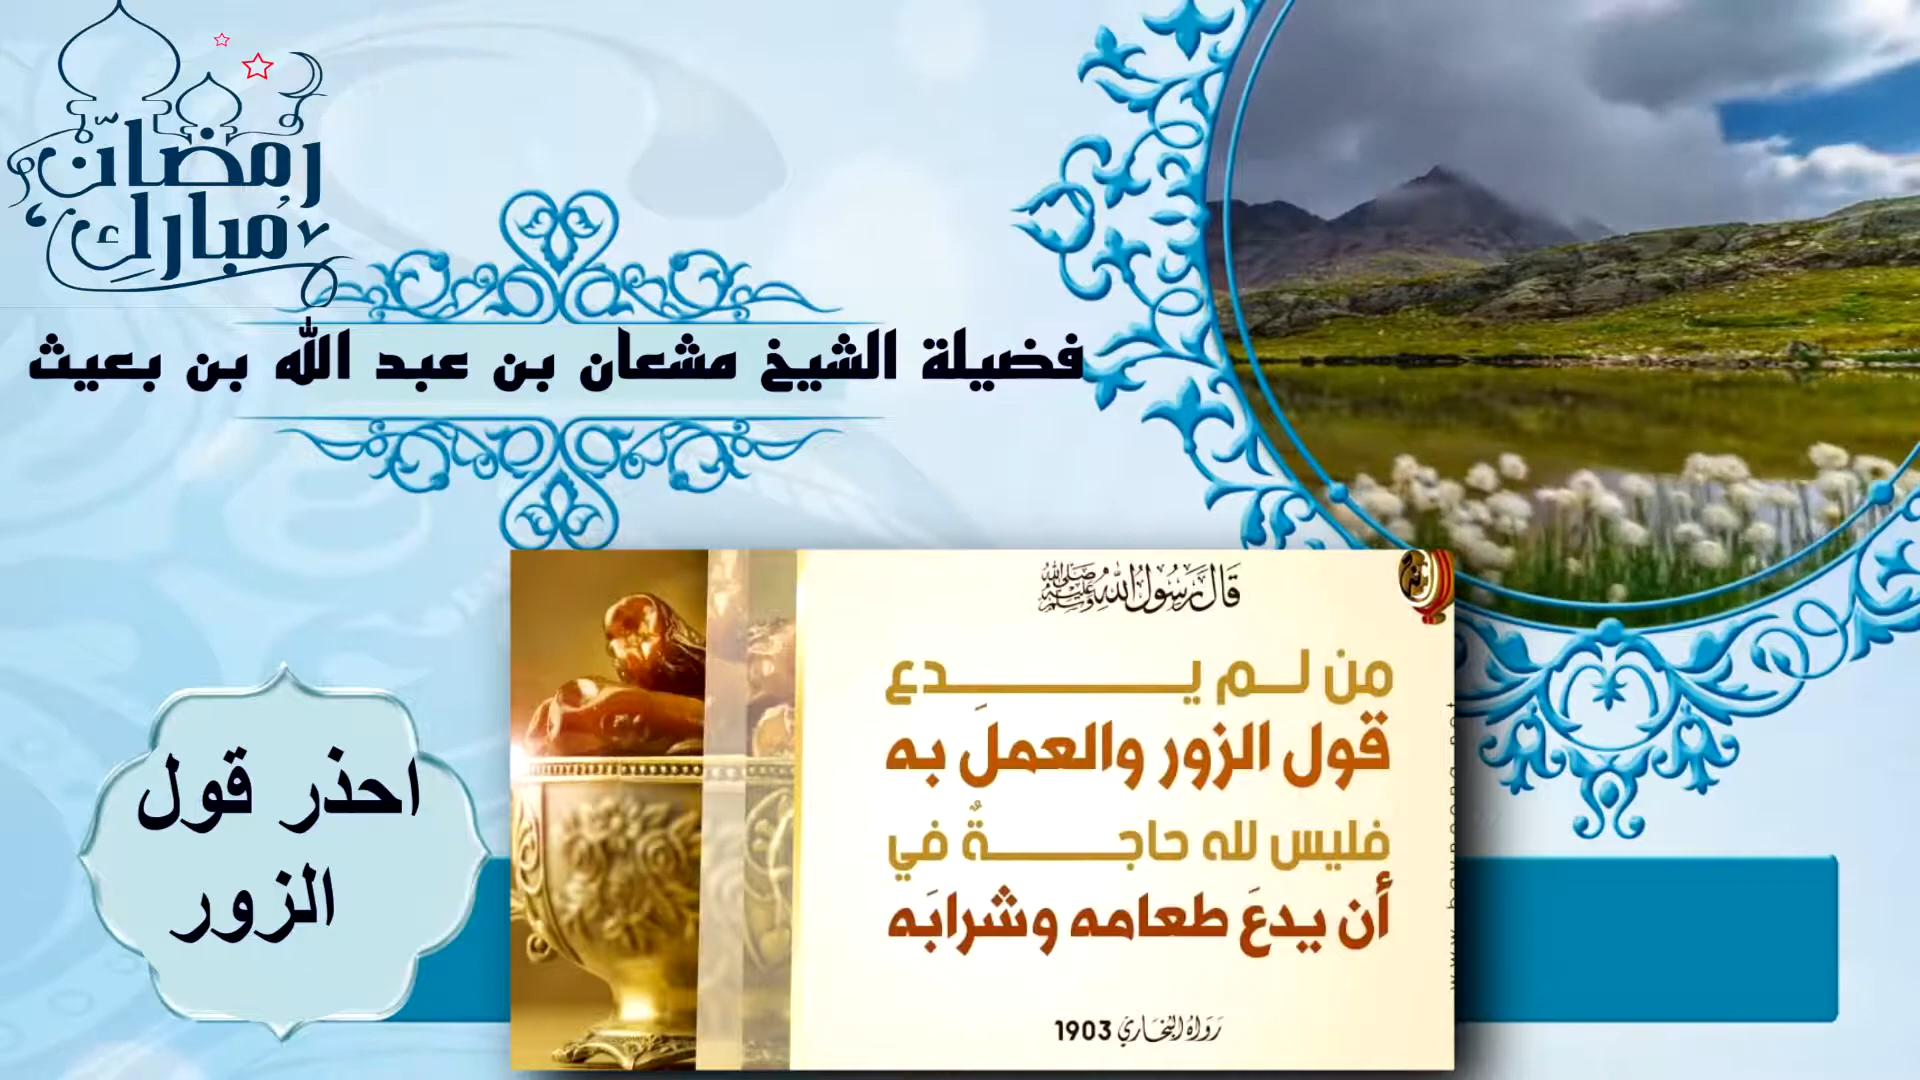 رمضان
مبارك
فضيلة الشيخ مشعان بن عبد الله بن بعيث
قال رسول الله صلى الله عليه وسلم
من لم يدع
قول الزور والعملَ به
فليس لله حاجةٌ في
أن يدعَ طعامه وشرابَه
رواه البخاري 1903
احذر قول
الزور